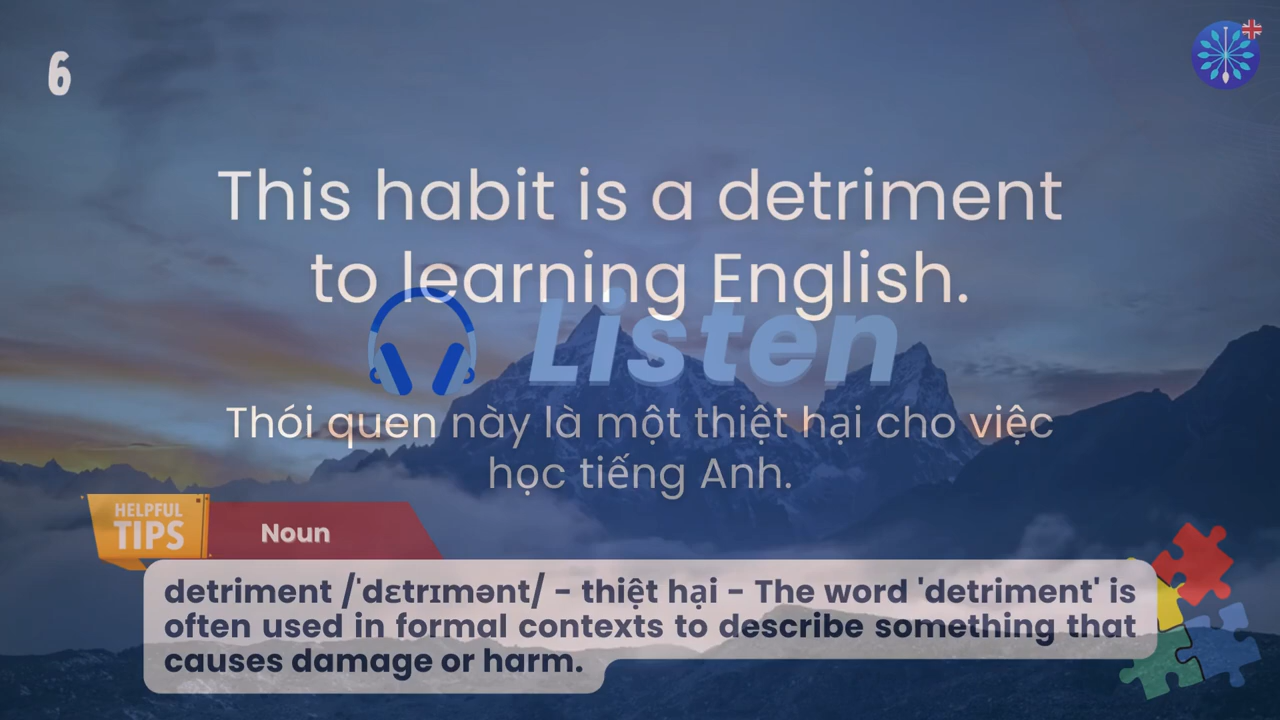 6
This habit is a detriment
to learning English.
Listen
Thói quen này là một thiệt hại cho việc
học tiếng Anh.
HELPFUL
TIPS
Noun
detriment /ˈdɛtrɪmənt/ - thiệt hại - The word 'detriment' is
often used in formal contexts to describe something that
causes damage or harm.